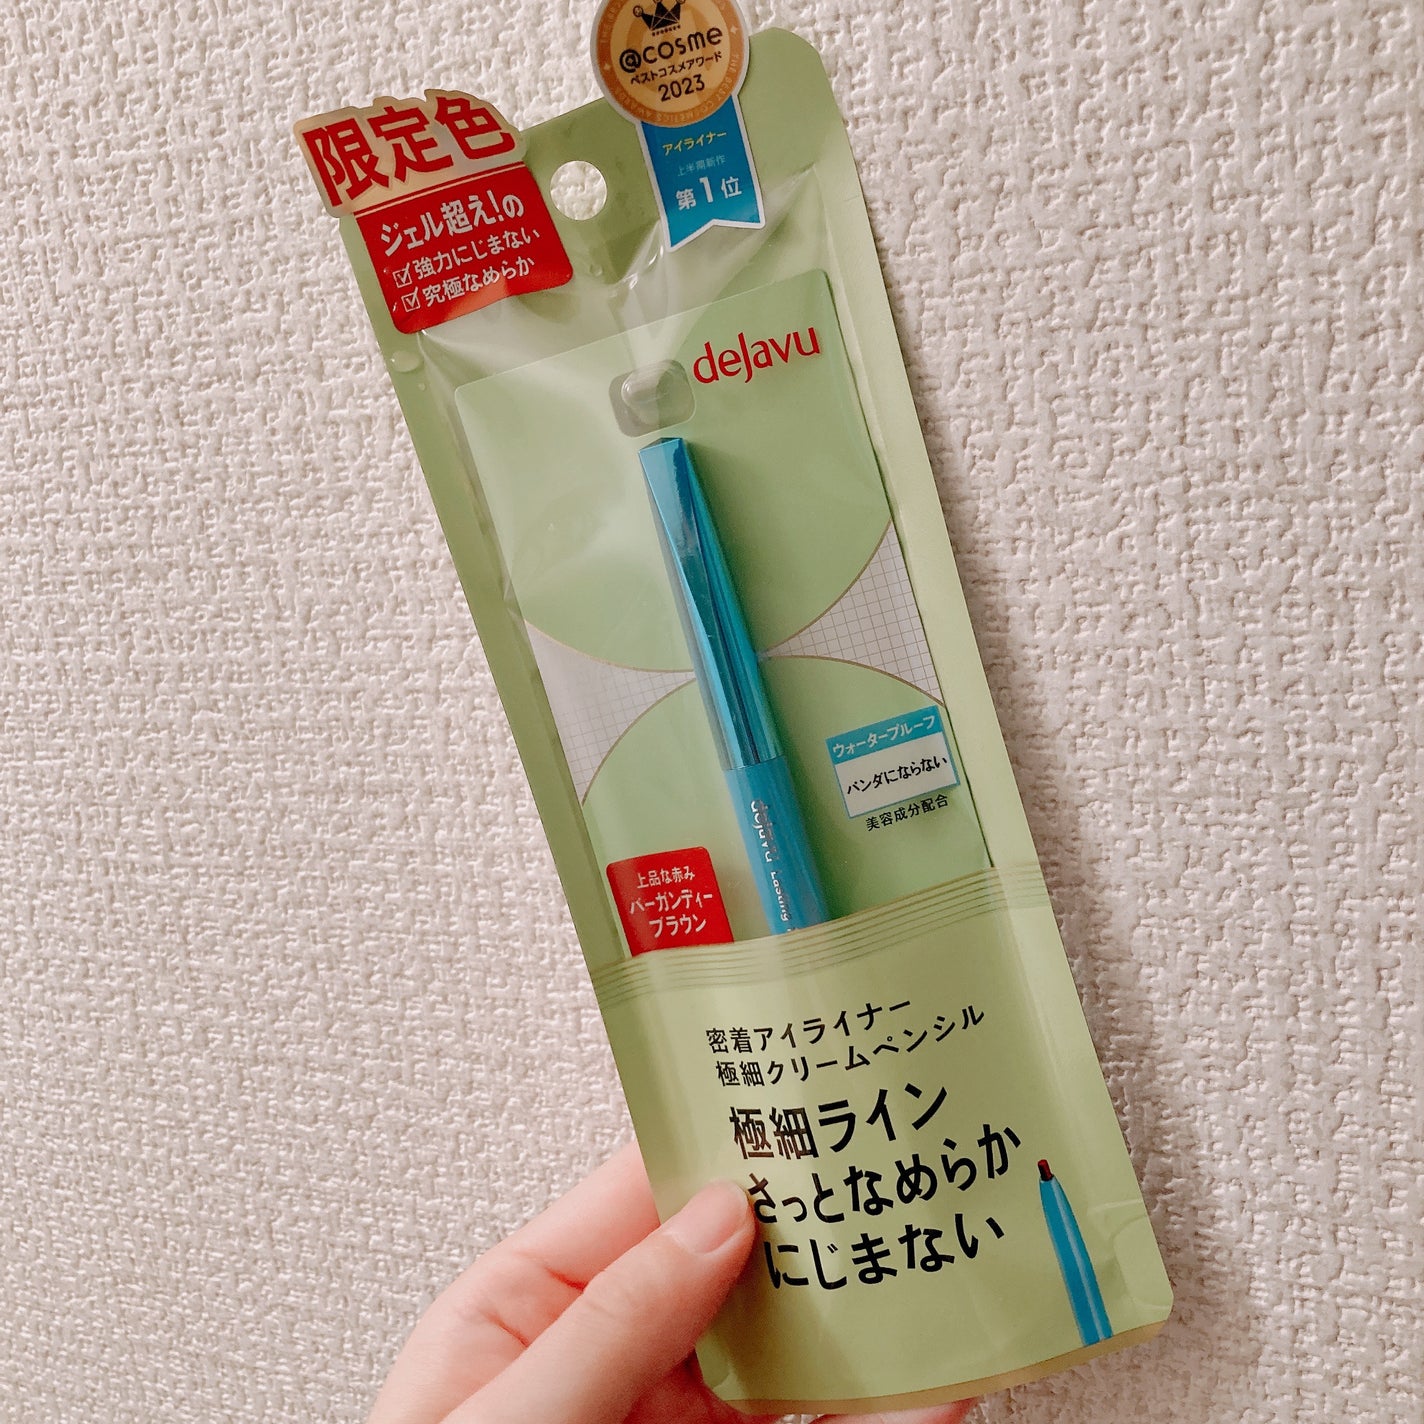 @cosme
ベストコスメアワード
2023
アイライナー
上半期新作
第1位
限定色
ジェル超え!の
強力ににじまない
究極なめらか
dejavu
ウォータープルーフ
パンダにならない
美容成分配合
dejavu Lasting
上品な赤み
バーガンディー
ブラウン
密着アイライナー
極細クリームペンシル
極細ライン
さっとなめらか
にじまない